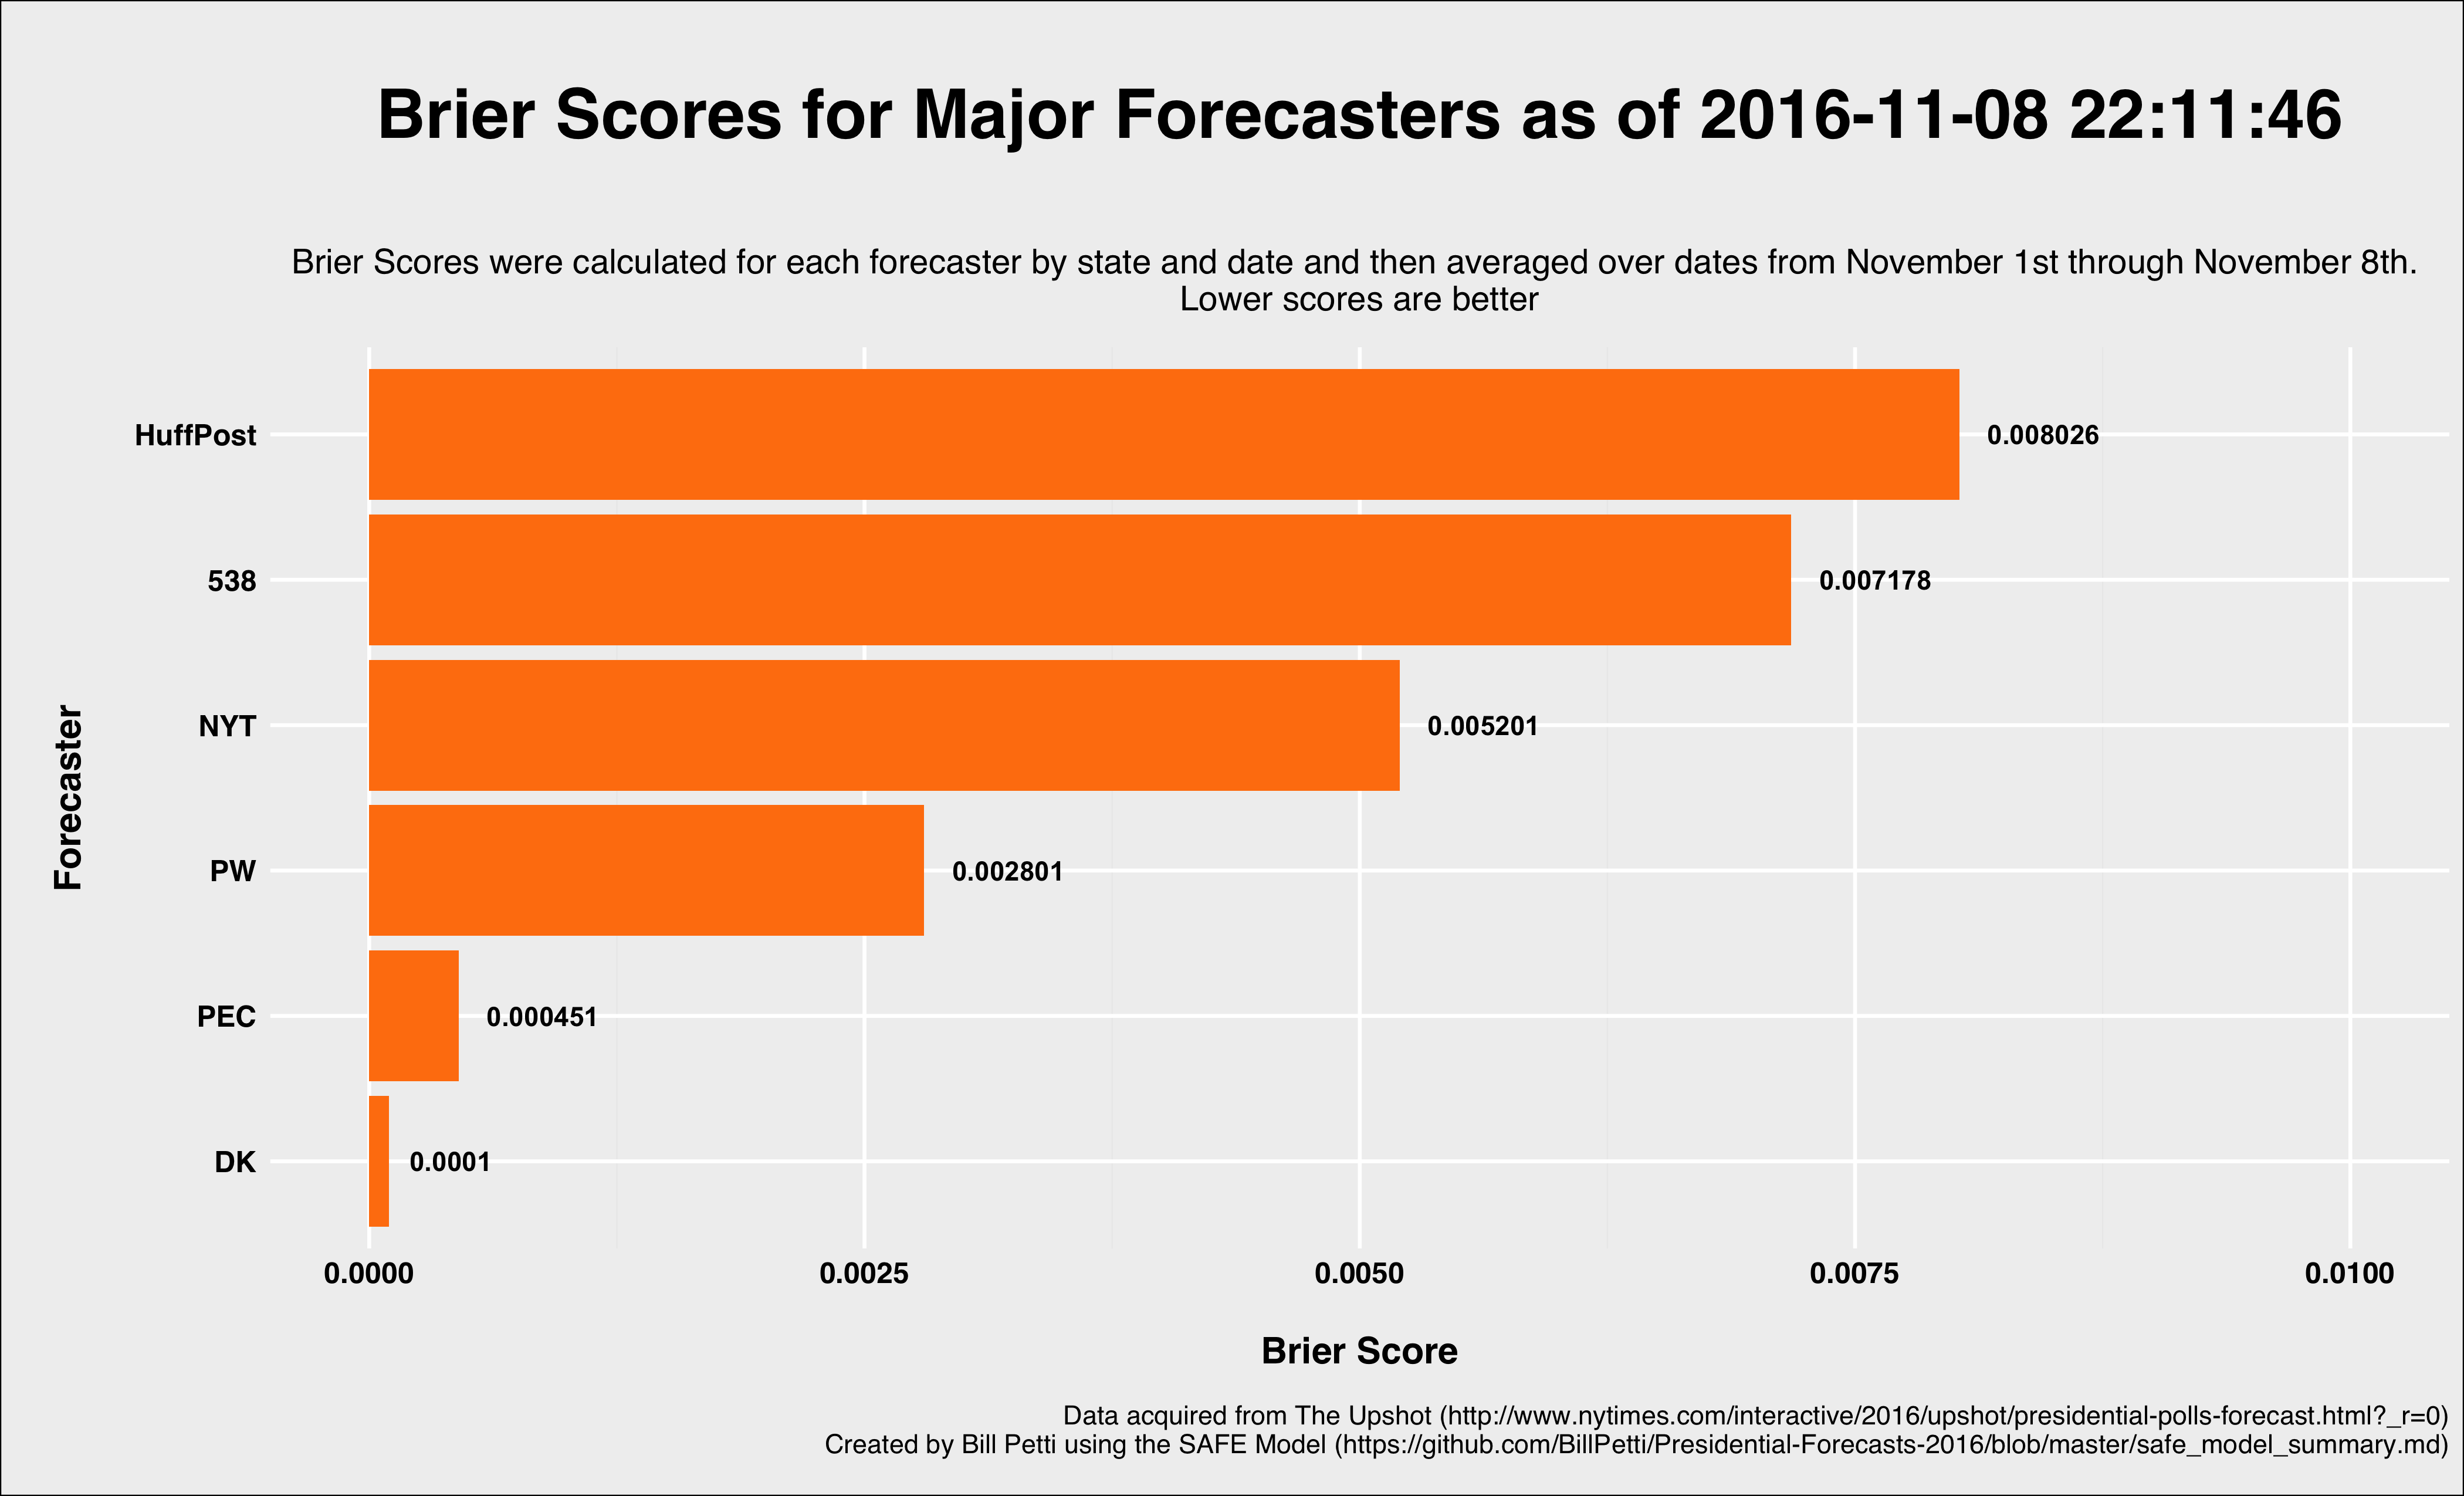 Brier Scores for Major Forecasters as of 2016-11-08 22:11:46
Brier Scores were calculated for each forecaster by state and date and then averaged over dates from November 1st through November 8th.
Lower scores are better
Forecaster
HuffPost
0.008026
538
0.007178
NYT
0.005201
PW
0.002801
PEC
0.000451
DK
0.0001
0.0000
0.0025
0.0050
0.0075
0.0100
Brier Score
Data acquired from The Upshot (http://www.nytimes.com/interactive/2016/upshot/presidential-polls-forecast.html?_r=0)
Created by Bill Petti using the SAFE Model (https://github.com/BillPetti/Presidential-Forecasts-2016/blob/master/safe_model_summary.md)